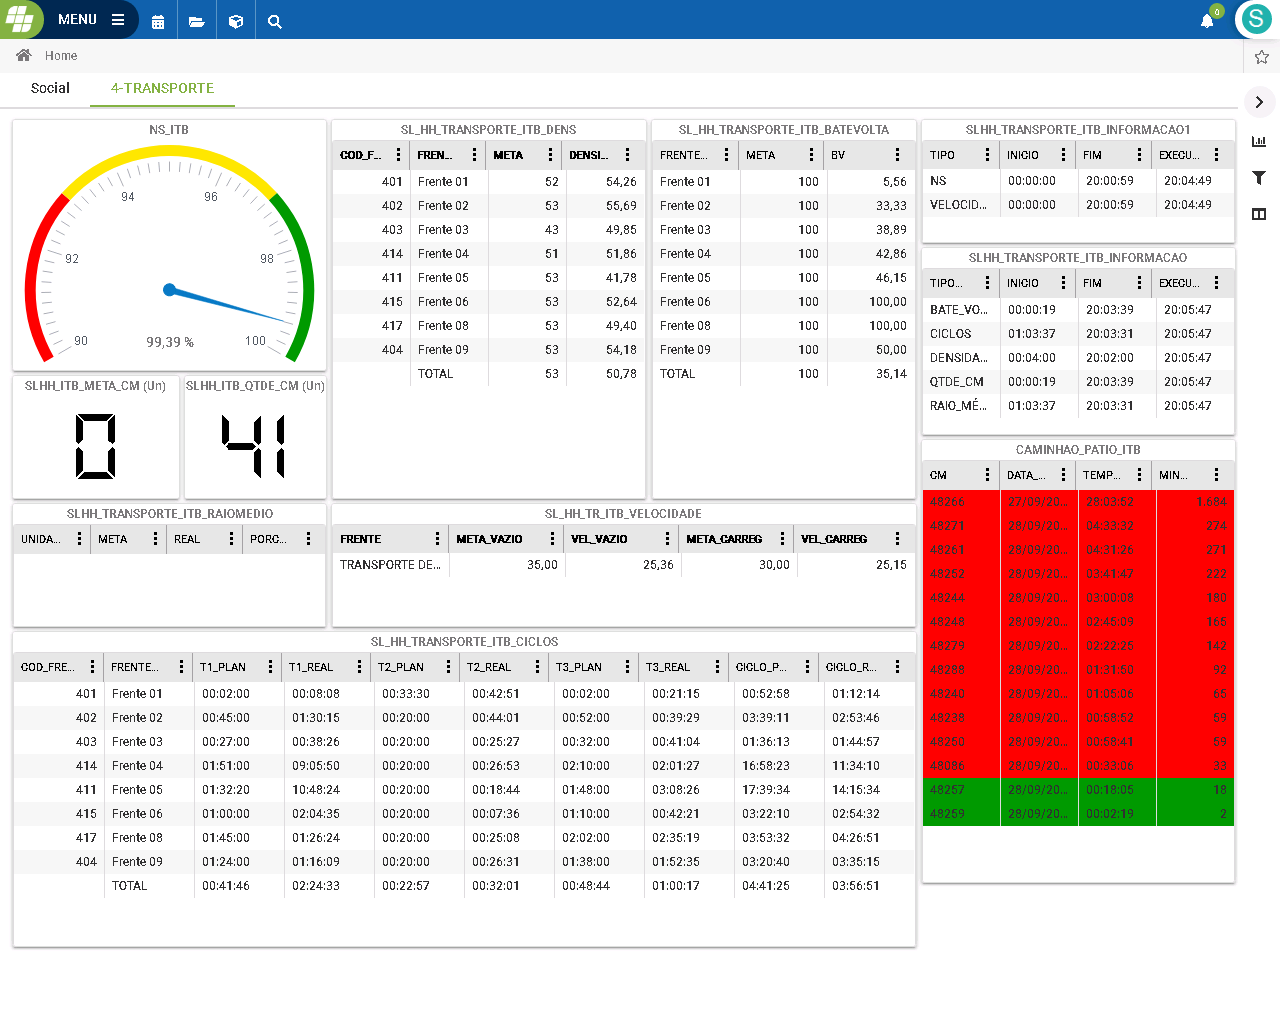 MENU
0
S
Home
Social
4-TRANSPORTE
NS_ITB
90
92
94
96
98
100
99,39 %
SLHH_ITB_META_CM (Un)
0
SLHH_ITB_QTDE_CM (Un)
41
SL_HH_TRANSPORTE_ITB_DENS
COD_F... FREN... META DENSI...
401 Frente 01 52 54,26
402 Frente 02 53 55,69
403 Frente 03 43 49,85
414 Frente 04 51 51,86
411 Frente 05 53 41,78
415 Frente 06 53 52,64
417 Frente 08 53 49,40
404 Frente 09 53 54,18
TOTAL 53 50,78
SL_HH_TRANSPORTE_ITB_BATEVOLTA
FRENTE... META BV
Frente 01 100 5,56
Frente 02 100 33,33
Frente 03 100 38,89
Frente 04 100 42,86
Frente 05 100 46,15
Frente 06 100 100,00
Frente 08 100 100,00
Frente 09 100 50,00
TOTAL 100 35,14
SLHH_TRANSPORTE_ITB_INFORMACAO1
TIPO INICIO FIM EXECU...
NS 00:00:00 20:00:59 20:04:49
VELOCID... 00:00:00 20:00:59 20:04:49
SLHH_TRANSPORTE_ITB_INFORMACAO
TIPO... INICIO FIM EXECU...
BATE_VO... 00:00:19 20:03:39 20:05:47
CICLOS 01:03:37 20:03:31 20:05:47
DENSIDA... 00:04:00 20:02:00 20:05:47
QTDE_CM 00:00:19 20:03:39 20:05:47
RAIO_MÉ... 01:03:37 20:03:31 20:05:47
SLHH_TRANSPORTE_ITB_RAIOMEDIO
UNIDA... META REAL PORC...
SL_HH_TR_ITB_VELOCIDADE
FRENTE META_VAZIO VEL_VAZIO META_CARREG VEL_CARREG
TRANSPORTE DE... 35,00 25,36 30,00 25,15
CAMINHAO_PATIO_ITB
CM DATA_... TEMP... MIN...
48266 27/09/20... 28:03:52 1.684
48271 28/09/20... 04:33:32 274
48261 28/09/20... 04:31:26 271
48252 28/09/20... 03:41:47 222
48244 28/09/20... 03:00:08 180
48248 28/09/20... 02:45:09 165
48279 28/09/20... 02:22:25 142
48288 28/09/20... 01:31:50 92
48240 28/09/20... 01:05:06 65
48238 28/09/20... 00:58:52 59
48250 28/09/20... 00:58:41 59
48086 28/09/20... 00:33:06 33
48257 28/09/20... 00:18:05 18
48259 28/09/20... 00:02:19 2
SL_HH_TRANSPORTE_ITB_CICLOS
COD_FRE... FRENTE... T1_PLAN T1_REAL T2_PLAN T2_REAL T3_PLAN T3_REAL CICLO_P... CICLO_R...
401 Frente 01 00:02:00 00:08:08 00:33:30 00:42:51 00:02:00 00:21:15 00:52:58 01:12:14
402 Frente 02 00:45:00 01:30:15 00:20:00 00:44:01 00:52:00 00:39:29 03:39:11 02:53:46
403 Frente 03 00:27:00 00:38:26 00:20:00 00:25:27 00:32:00 00:41:04 01:36:13 01:44:57
414 Frente 04 01:51:00 09:05:50 00:20:00 00:26:53 02:10:00 02:01:27 16:58:23 11:34:10
411 Frente 05 01:32:20 10:48:24 00:20:00 00:18:44 01:48:00 03:08:26 17:39:34 14:15:34
415 Frente 06 01:00:00 02:04:35 00:20:00 00:07:36 01:10:00 00:42:21 03:22:10 02:54:32
417 Frente 08 01:45:00 01:26:24 00:20:00 00:25:08 02:02:00 02:35:19 03:53:32 04:26:51
404 Frente 09 01:24:00 01:16:09 00:20:00 00:26:31 01:38:00 01:52:35 03:20:40 03:35:15
TOTAL 00:41:46 02:24:33 00:22:57 00:32:01 00:48:44 01:00:17 04:41:25 03:56:51